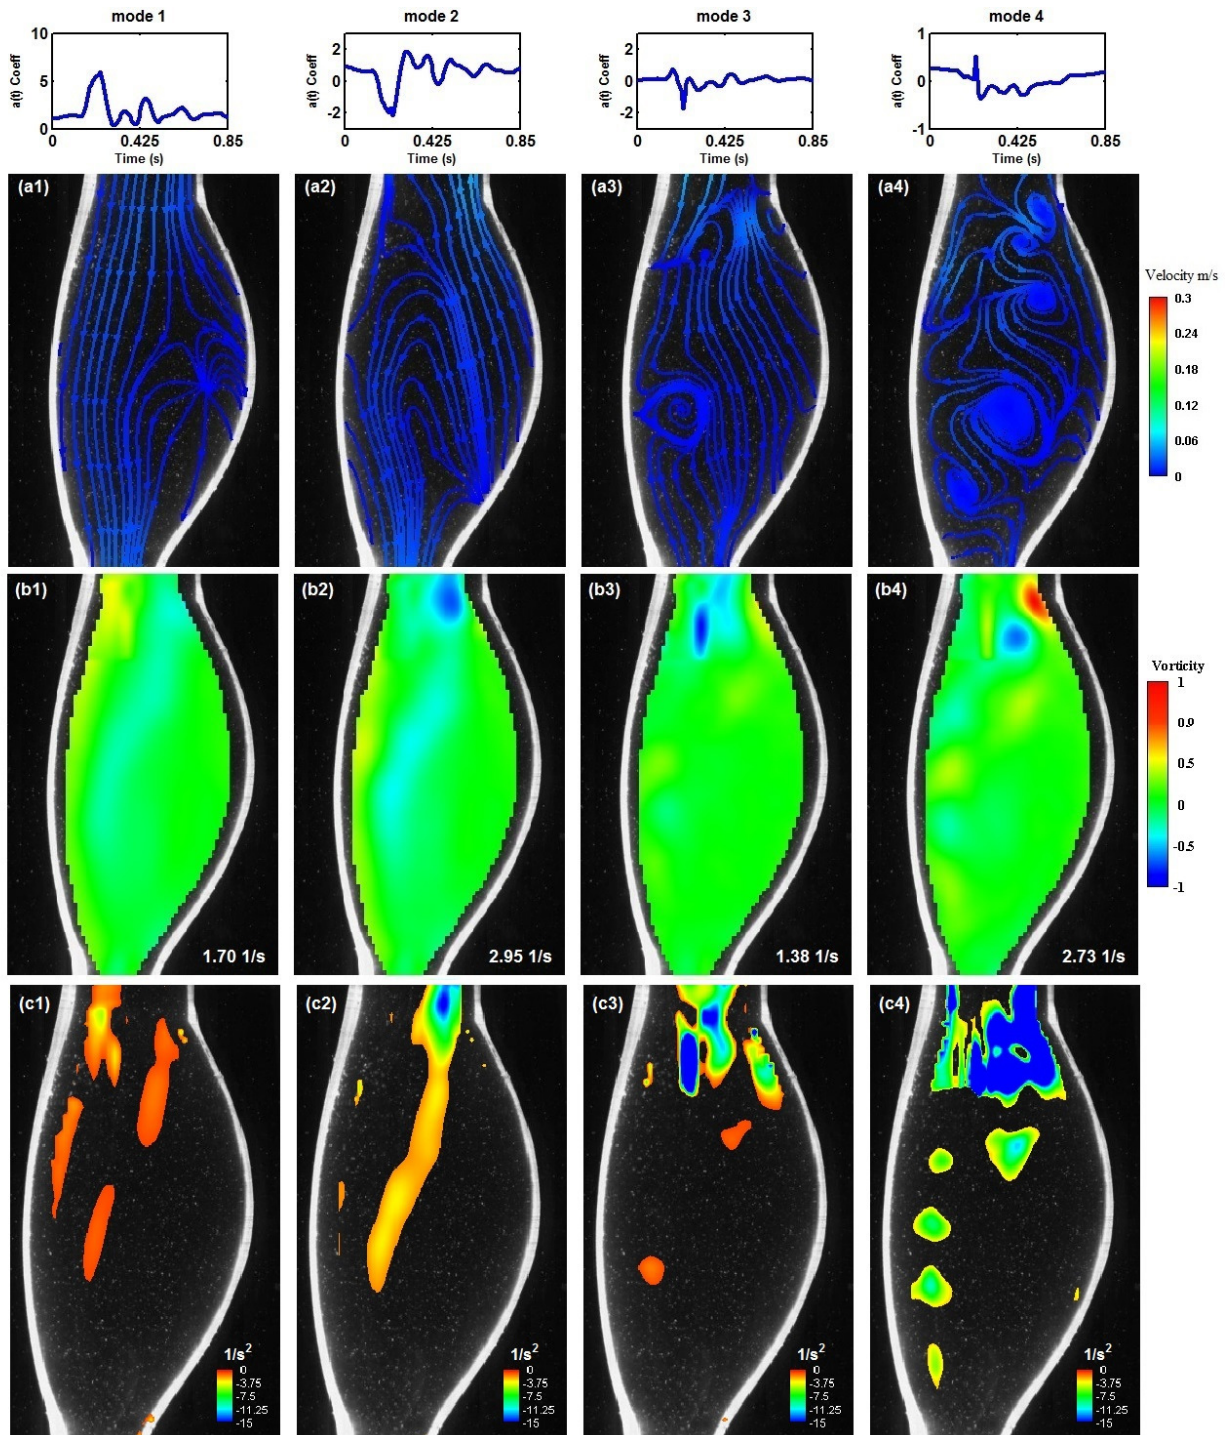 mode 1
mode 2
mode 3
mode 4
10
5
0
a(t) Coeff
0
0.425
0.85
Time (s)
2
0
-2
a(t) Coeff
0
0.425
0.85
Time (s)
2
0
-2
a(t) Coeff
0
0.425
0.85
Time (s)
1
0
-1
a(t) Coeff
0
0.425
0.85
Time (s)
(a1)
(a2)
(a3)
(a4)
Velocity m/s
0.3
0.24
0.18
0.12
0.06
0
(b1)
(b2)
(b3)
(b4)
1.70 1/s
2.95 1/s
1.38 1/s
2.73 1/s
Vorticity
1
0.9
0.5
0
-0.5
-1
(c1)
(c2)
(c3)
(c4)
1/s²
0
-3.75
-7.5
-11.25
-15
1/s²
0
-3.75
-7.5
-11.25
-15
1/s²
0
-3.75
-7.5
-11.25
-15
1/s²
0
-3.75
-7.5
-11.25
-15